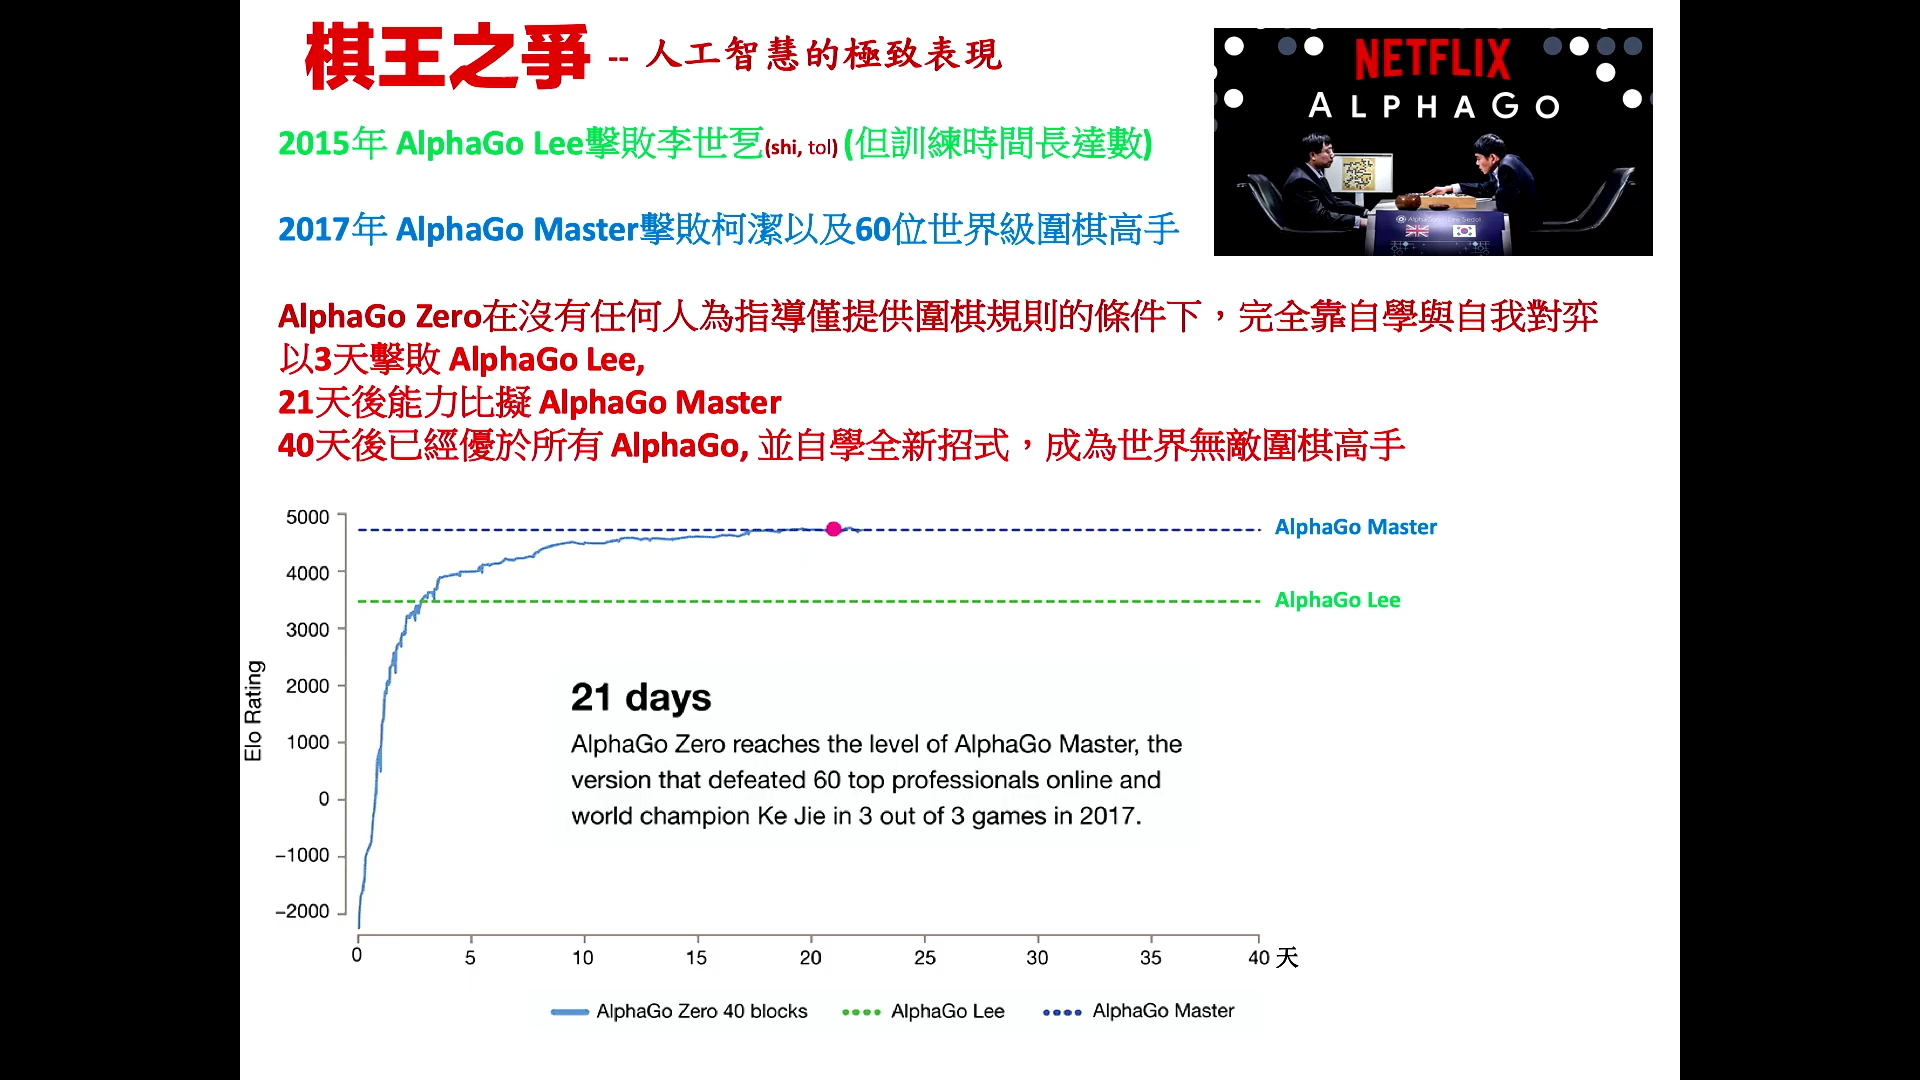 棋王之爭 -- 人工智慧的極致表現
NETFLIX
ALPHAGO
2015年 AlphaGo Lee擊敗李世乭(shi, tol) (但訓練時間長達數)
2017年 AlphaGo Master擊敗柯潔以及60位世界級圍棋高手
AlphaGo Zero在沒有任何人為指導僅提供圍棋規則的條件下，完全靠自學與自我對弈
以3天擊敗 AlphaGo Lee,
21天後能力比擬 AlphaGo Master
40天後已經優於所有 AlphaGo, 並自學全新招式，成為世界無敵圍棋高手
5000
4000
3000
2000
1000
0
−1000
−2000
Elo Rating
AlphaGo Master
AlphaGo Lee
21 days
AlphaGo Zero reaches the level of AlphaGo Master, the
version that defeated 60 top professionals online and
world champion Ke Jie in 3 out of 3 games in 2017.
0 5 10 15 20 25 30 35 40 天
AlphaGo Zero 40 blocks AlphaGo Lee AlphaGo Master